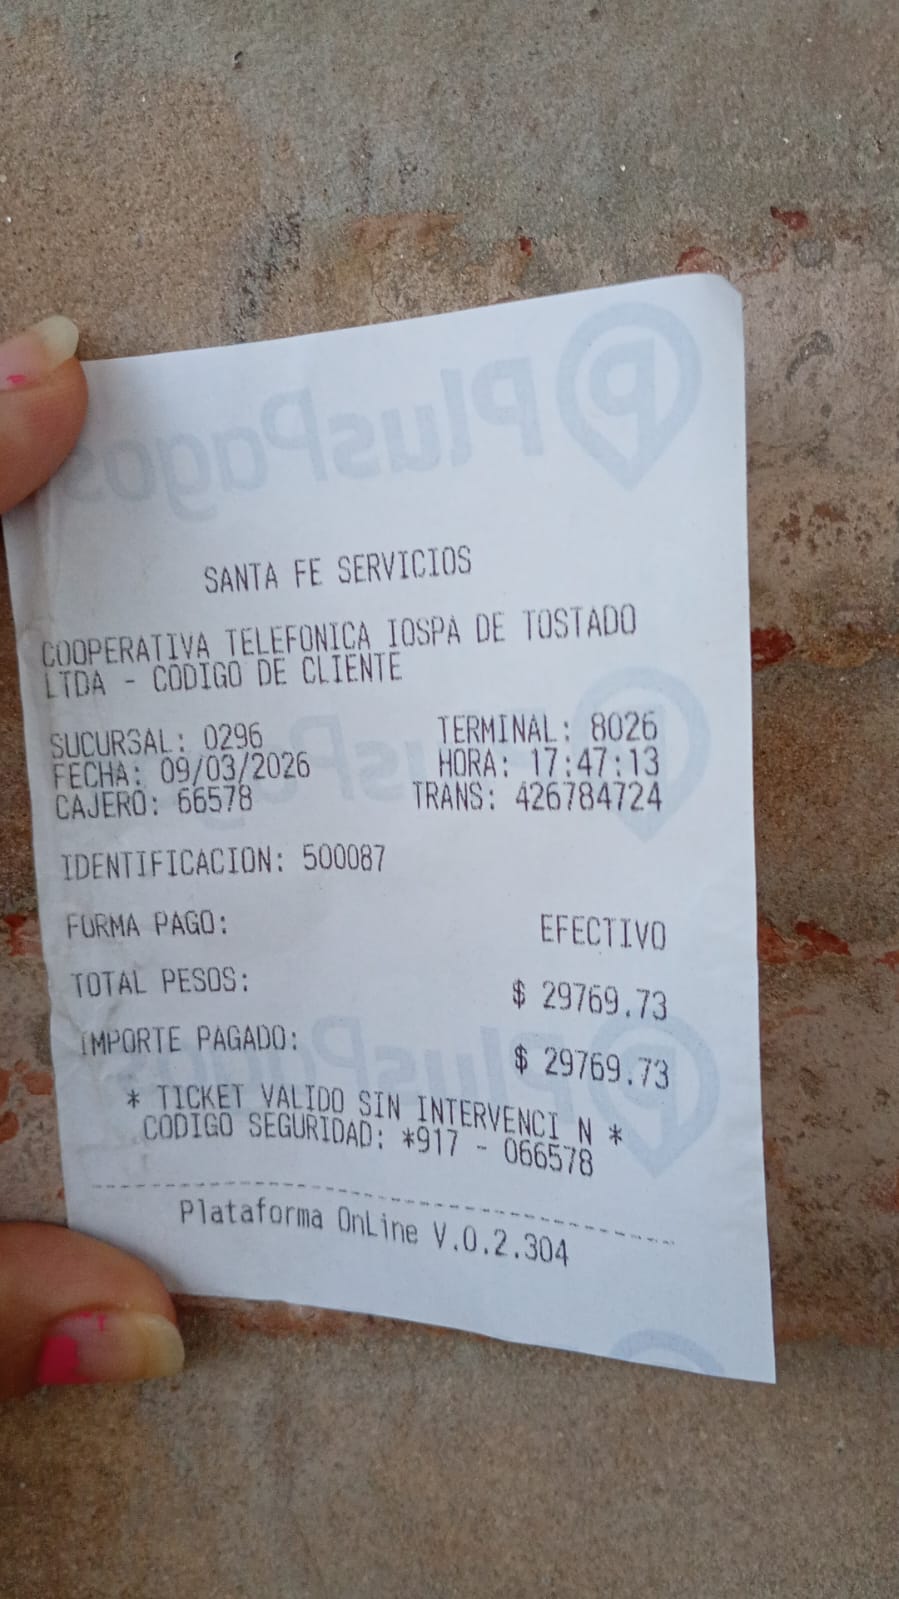 SANTA FE SERVICIOS
COOPERATIVA TELEFONICA IOSPA DE TOSTADO
LTDA - CODIGO DE CLIENTE
SUCURSAL: 0296 TERMINAL: 8026
FECHA: 09/03/2026 HORA: 17:47:13
CAJERO: 66578 TRANS: 426784724
IDENTIFICACION: 500087
FORMA PAGO: EFECTIVO
TOTAL PESOS: $ 29769.73
IMPORTE PAGADO: $ 29769.73
* TICKET VALIDO SIN INTERVENCI N *
CODIGO SEGURIDAD: *917 - 066578
Plataforma OnLine V.0.2.304
PlusPagos
PlusPagos
PlusPagos